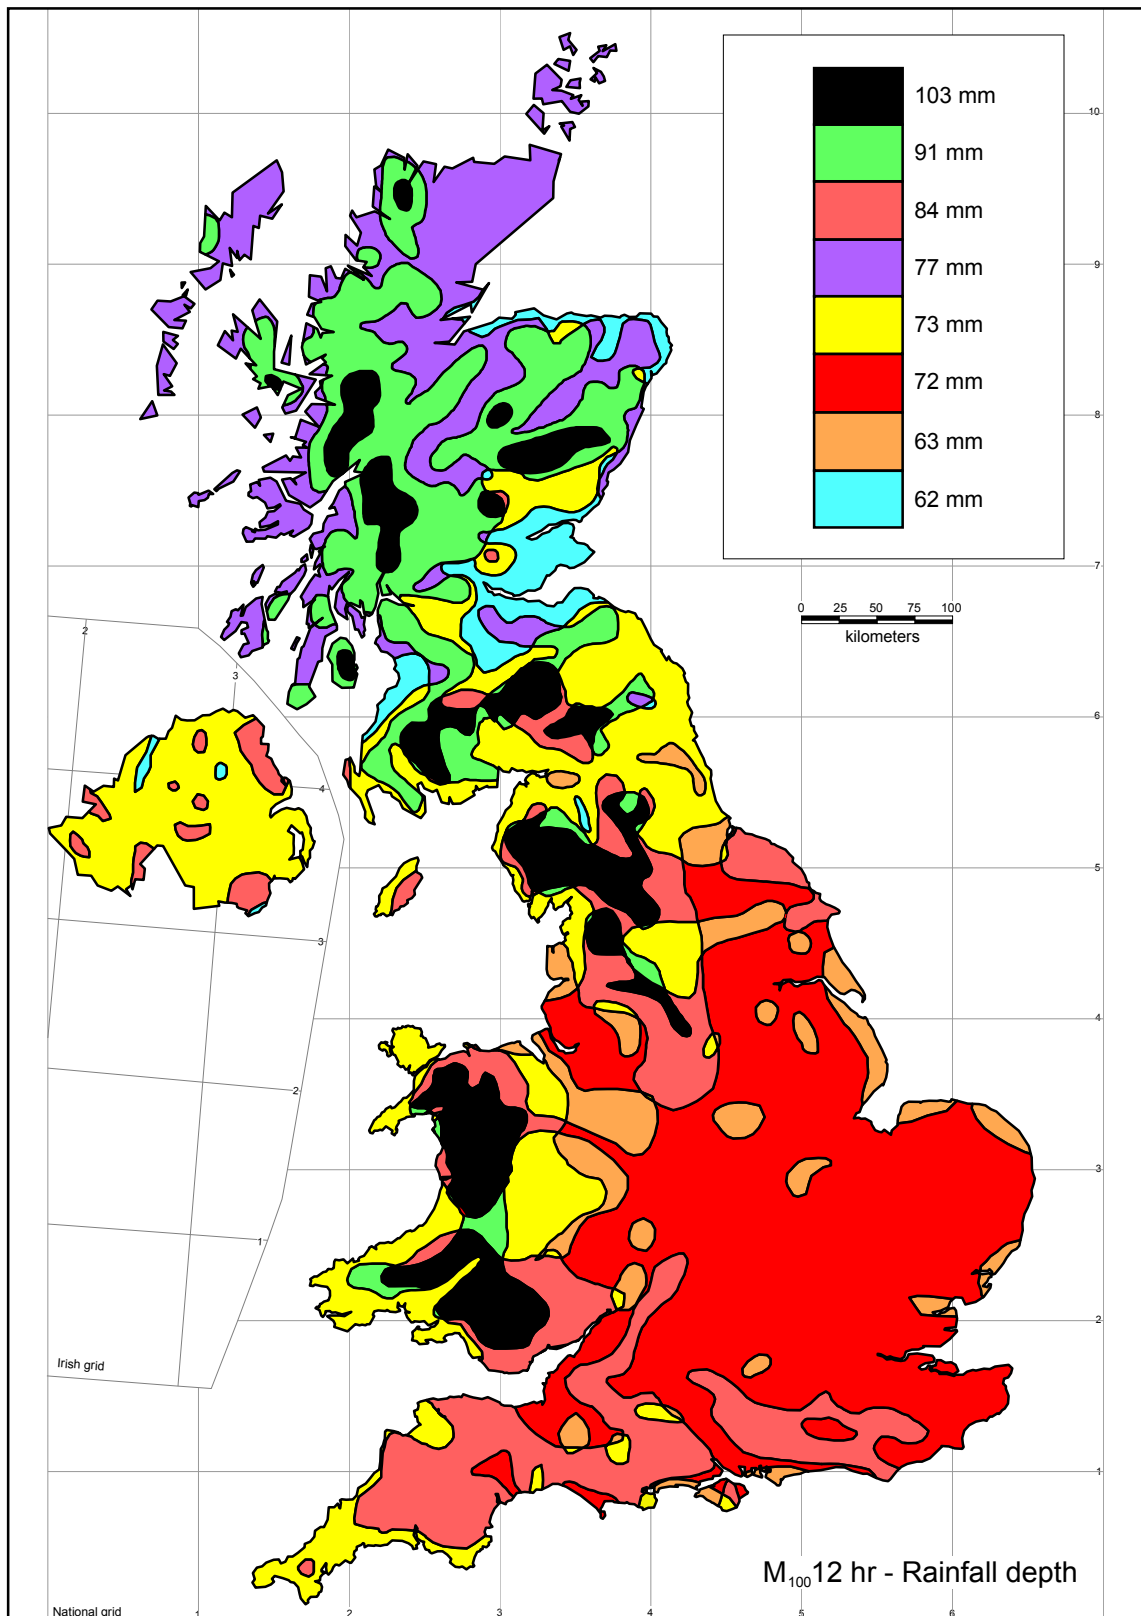 103 mm
91 mm
84 mm
77 mm
73 mm
72 mm
63 mm
62 mm
10
9
8
7
0 25 50 75 100
kilometers
2
3
6
4
5
3
4
2
3
1
2
Irish grid
1
M₁₀₀12 hr - Rainfall depth
National grid
1 2 3 4 5 6